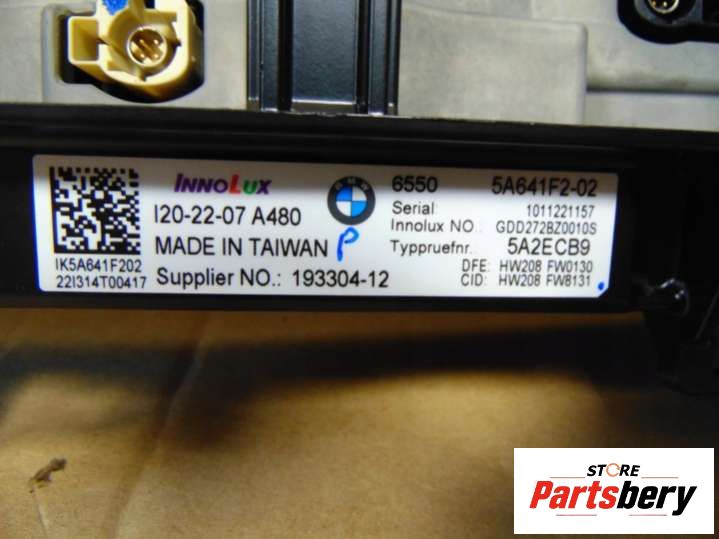 INNOLUX
I20-22-07 A480
MADE IN TAIWAN P
Supplier NO.: 193304-12
IK5A641F202
22I314T00417
BMW
6550 5A641F2-02
Serial: 1011221157
Innolux NO.: GDD272BZ0010S
Typpruefnr.: 5A2ECB9
DFE: HW208 FW0130
CID: HW208 FW8131
STORE
Partsbery